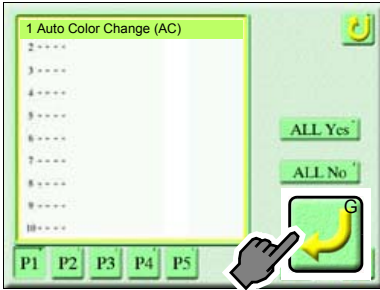 1 Auto Color Change (AC)
2 - - - -
3 - - - -
4 - - - -
5 - - - -
6 - - - -
7 - - - -
8 - - - -
9 - - - -
10 - - - -
ALL Yes
ALL No
G
P1 P2 P3 P4 P5